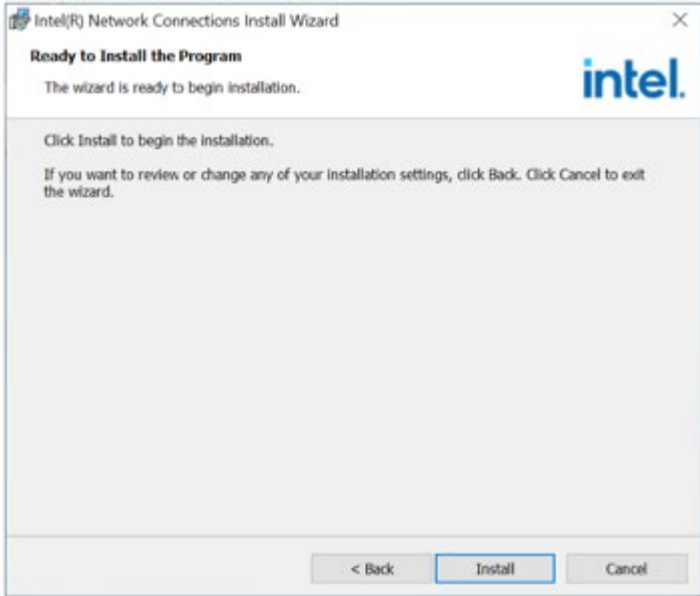 Intel(R) Network Connections Install Wizard
Ready to Install the Program
The wizard is ready to begin installation.
intel.
Click Install to begin the installation.
If you want to review or change any of your installation settings, click Back. Click Cancel to exit
the wizard.
< Back
Install
Cancel